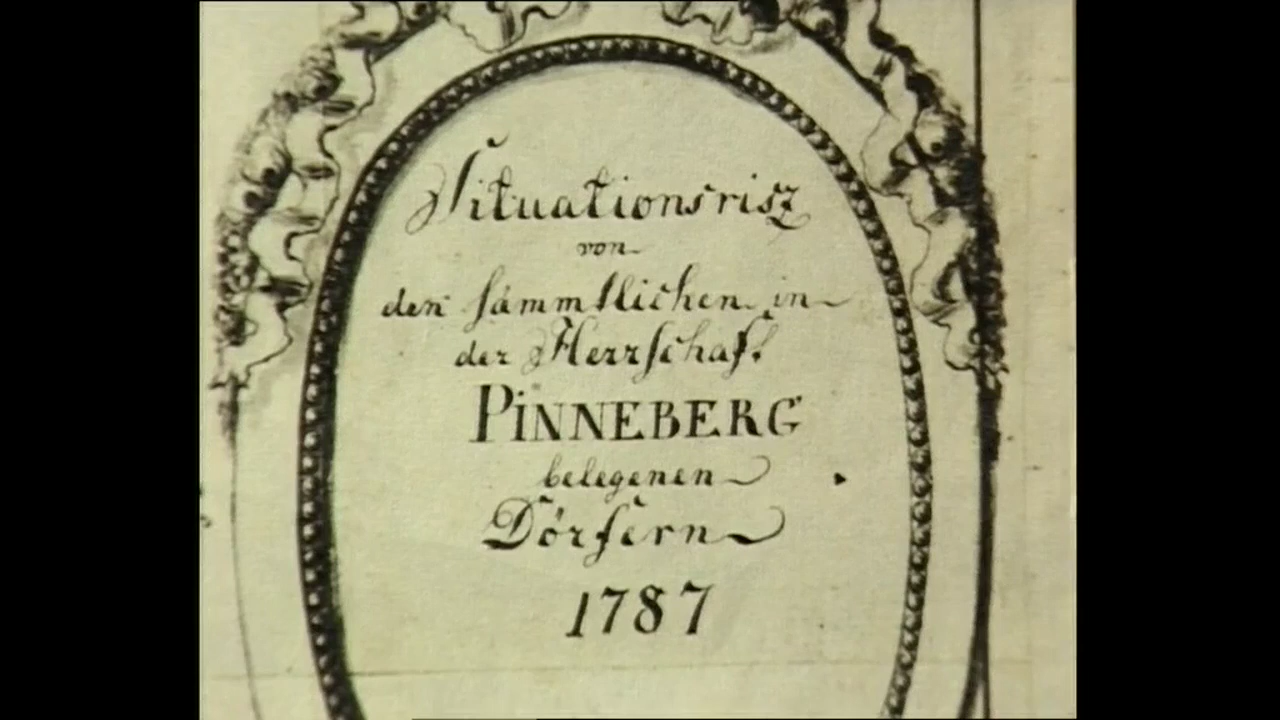 Situationsrisz
von
den sämmtlichen in
der Herrschaft
PINNEBERG
belegenen
Dörfern
1787